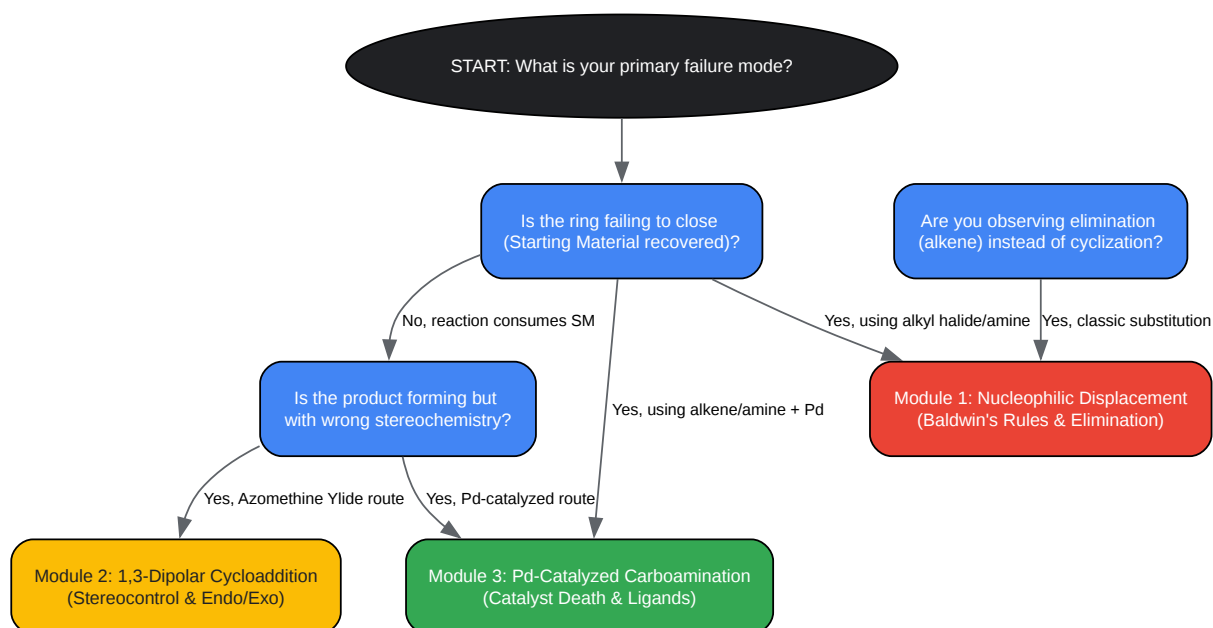 START: What is your primary failure mode?
Is the ring failing to close
(Starting Material recovered)?
Are you observing elimination
(alkene) instead of cyclization?
No, reaction consumes SM
Yes, using alkyl halide/amine
Yes, classic substitution
Is the product forming but
with wrong stereochemistry?
Yes, using alkene/amine + Pd
Module 1: Nucleophilic Displacement
(Baldwin's Rules & Elimination)
Yes, Azomethine Ylide route
Yes, Pd-catalyzed route
Module 2: 1,3-Dipolar Cycloaddition
(Stereocontrol & Endo/Exo)
Module 3: Pd-Catalyzed Carboamination
(Catalyst Death & Ligands)